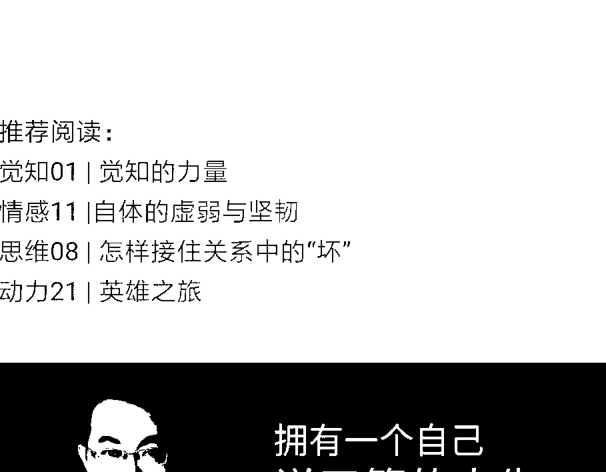 推荐阅读：
觉知01 | 觉知的力量
情感11 |自体的虚弱与坚韧
思维08 | 怎样接住关系中的“坏”
动力21 | 英雄之旅
拥有一个自己